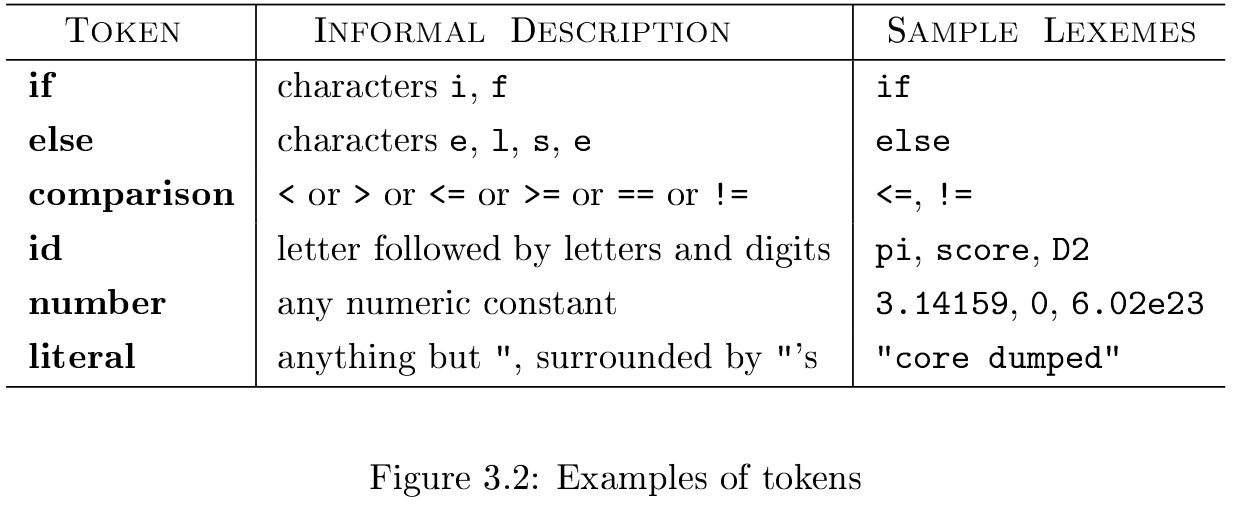 TOKEN INFORMAL DESCRIPTION SAMPLE LEXEMES
if characters i, f if
else characters e, l, s, e else
comparison < or > or <= or >= or == or != <=, !=
id letter followed by letters and digits pi, score, D2
number any numeric constant 3.14159, 0, 6.02e23
literal anything but ", surrounded by "'s "core dumped"
Figure 3.2: Examples of tokens